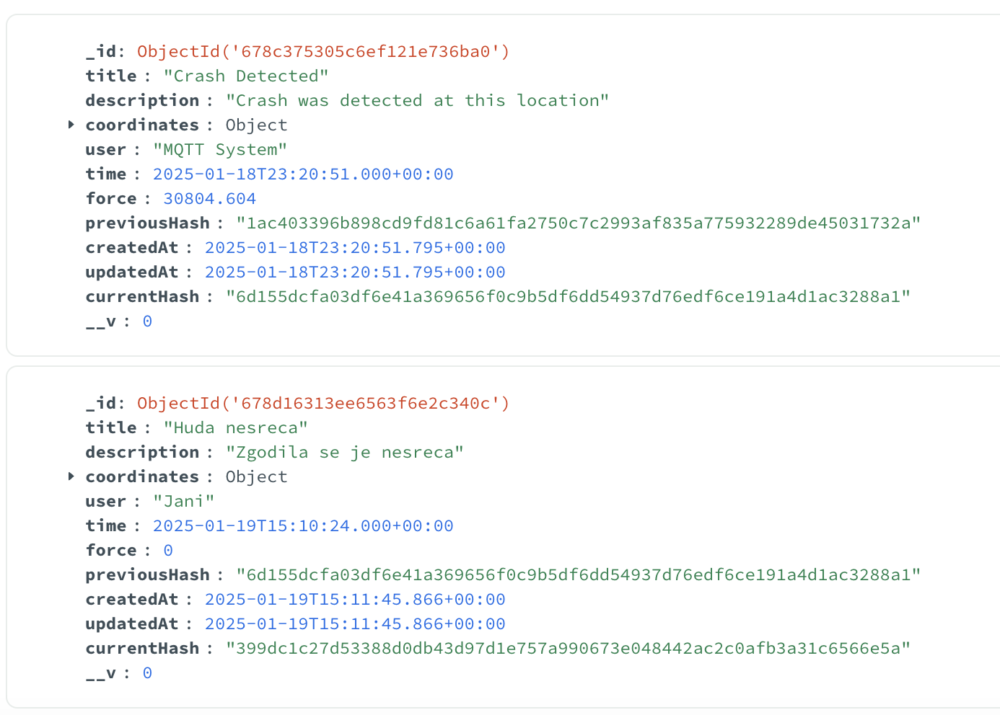 _id: ObjectId('678c375305c6ef121e736ba0')
title : "Crash Detected"
description : "Crash was detected at this location"
coordinates : Object
user : "MQTT System"
time : 2025-01-18T23:20:51.000+00:00
force : 30804.604
previousHash : "1ac403396b898cd9fd81c6a61fa2750c7c2993af835a775932289de45031732a"
createdAt : 2025-01-18T23:20:51.795+00:00
updatedAt : 2025-01-18T23:20:51.795+00:00
currentHash : "6d155dcfa03df6e41a369656f0c9b5df6dd54937d76edf6ce191a4d1ac3288a1"
__v : 0
_id: ObjectId('678d16313ee6563f6e2c340c')
title : "Huda nesreca"
description : "Zgodila se je nesreca"
coordinates : Object
user : "Jani"
time : 2025-01-19T15:10:24.000+00:00
force : 0
previousHash : "6d155dcfa03df6e41a369656f0c9b5df6dd54937d76edf6ce191a4d1ac3288a1"
createdAt : 2025-01-19T15:11:45.866+00:00
updatedAt : 2025-01-19T15:11:45.866+00:00
currentHash : "399dc1c27d53388d0db43d97d1e757a990673e048442ac2c0afb3a31c6566e5a"
__v : 0